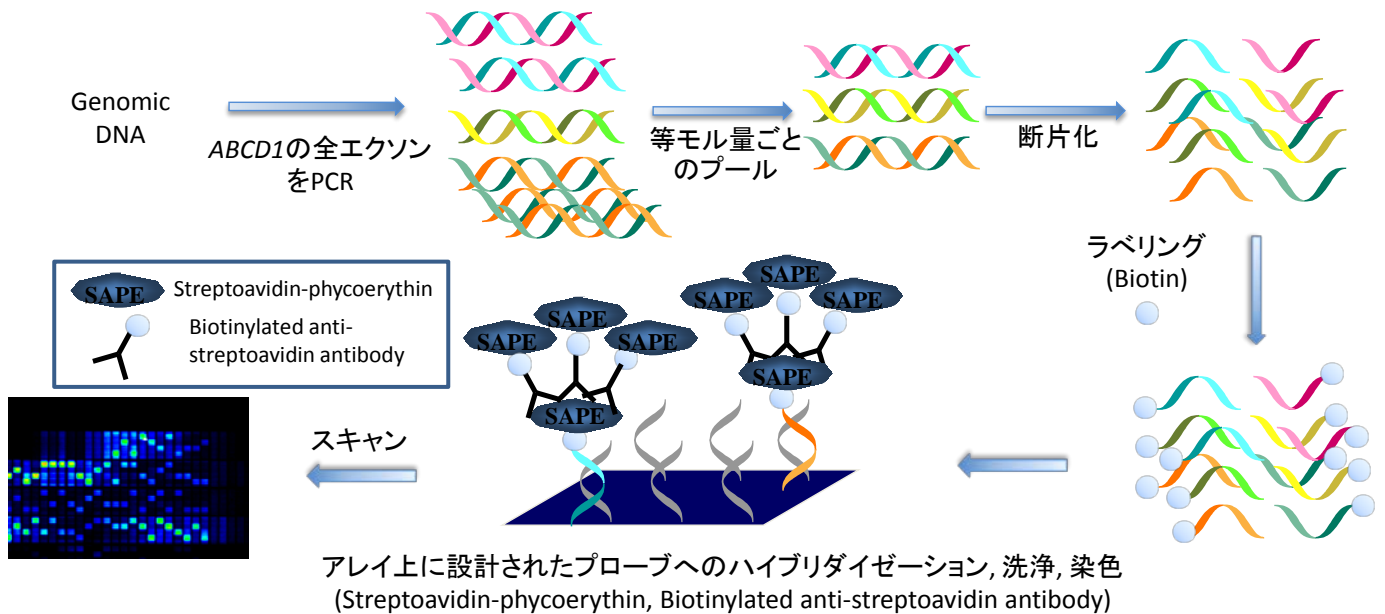 Genomic
DNA
ABCD1の全エクソン
をPCR
等モル量ごと
のプール
断片化
ラベリング
(Biotin)
SAPE
Streptoavidin-phycoerythin
Biotinylated anti-
streptoavidin antibody
SAPE
SAPE
SAPE
SAPE
SAPE
SAPE
SAPE
SAPE
スキャン
アレイ上に設計されたプローブへのハイブリダイゼーション, 洗浄, 染色
(Streptoavidin-phycoerythin, Biotinylated anti-streptoavidin antibody)